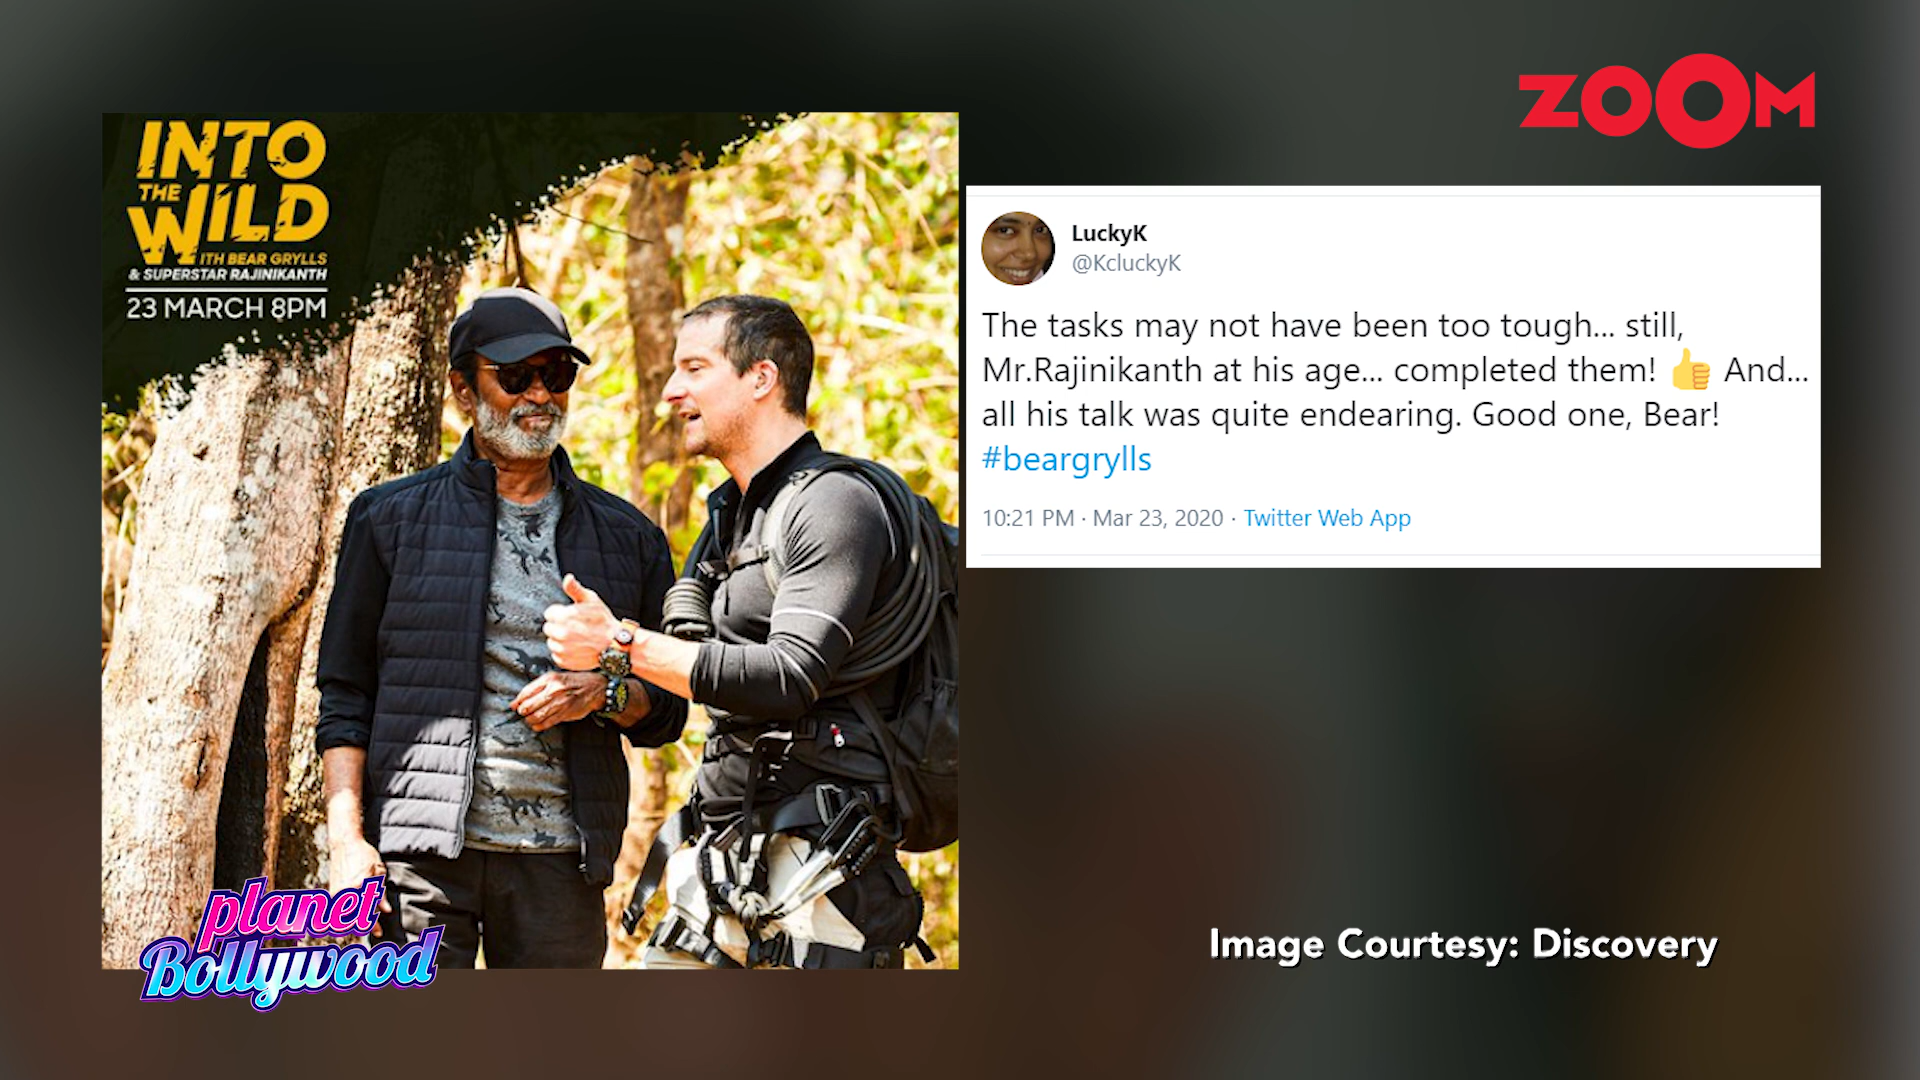 INTO
THE
WILD
WITH BEAR GRYLLS
& SUPERSTAR RAJINIKANTH
23 MARCH 8PM
planet
Bollywood
ZOOM
LuckyK
@KcluckyK
The tasks may not have been too tough... still,
Mr.Rajinikanth at his age... completed them! 👍 And...
all his talk was quite endearing. Good one, Bear!
#beargrylls
10:21 PM · Mar 23, 2020 · Twitter Web App
Image Courtesy: Discovery